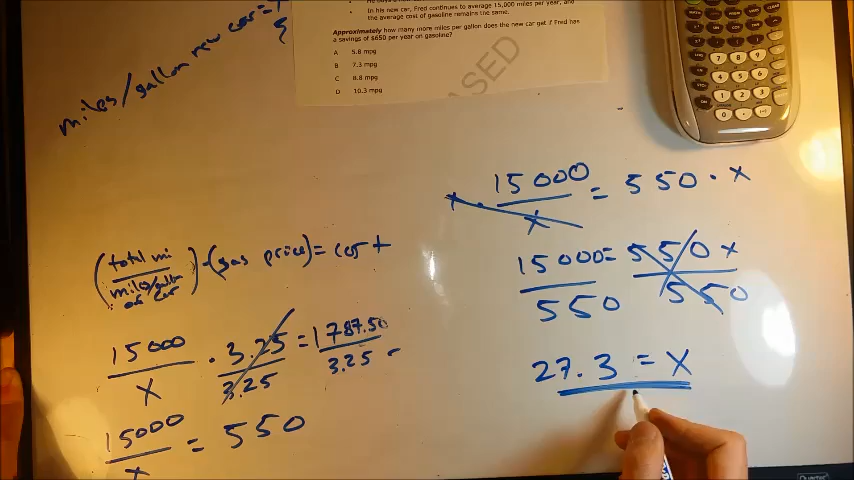 In his new car, Fred continues to average 15,000 miles per year, and
the average cost of gasoline remains the same.
Approximately how many more miles per gallon does the new car get if Fred has
a savings of $650 per year on gasoline?
A 5.8 mpg
B 7.3 mpg
C 8.8 mpg
D 10.3 mpg
miles/gallon new car =
(total mi / miles/gallon of car) · (gas price) = cost
15000 / x · 3.25 / 3.25 = 1787.50 / 3.25
15000 / x = 550
x · 15000 / x = 550 · x
15000 / 550 = 550x / 550
27.3 = x